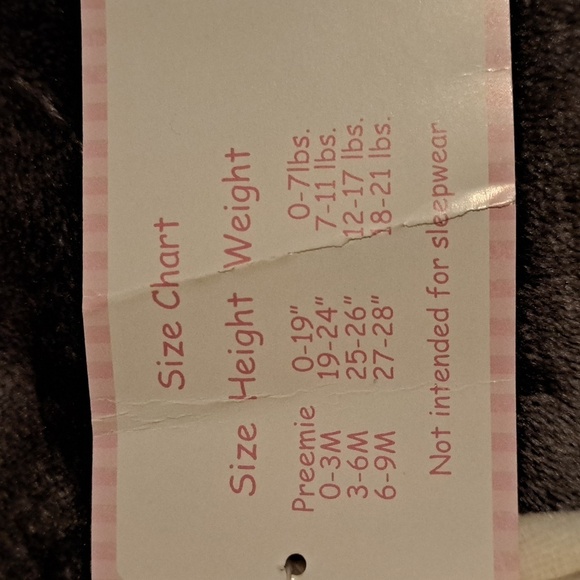 Size Chart
Size Height Weight
Preemie 0-19" 0-7lbs.
0-3M 19-24" 7-11 lbs.
3-6M 25-26" 12-17 lbs.
6-9M 27-28" 18-21 lbs.
Not intended for sleepwear